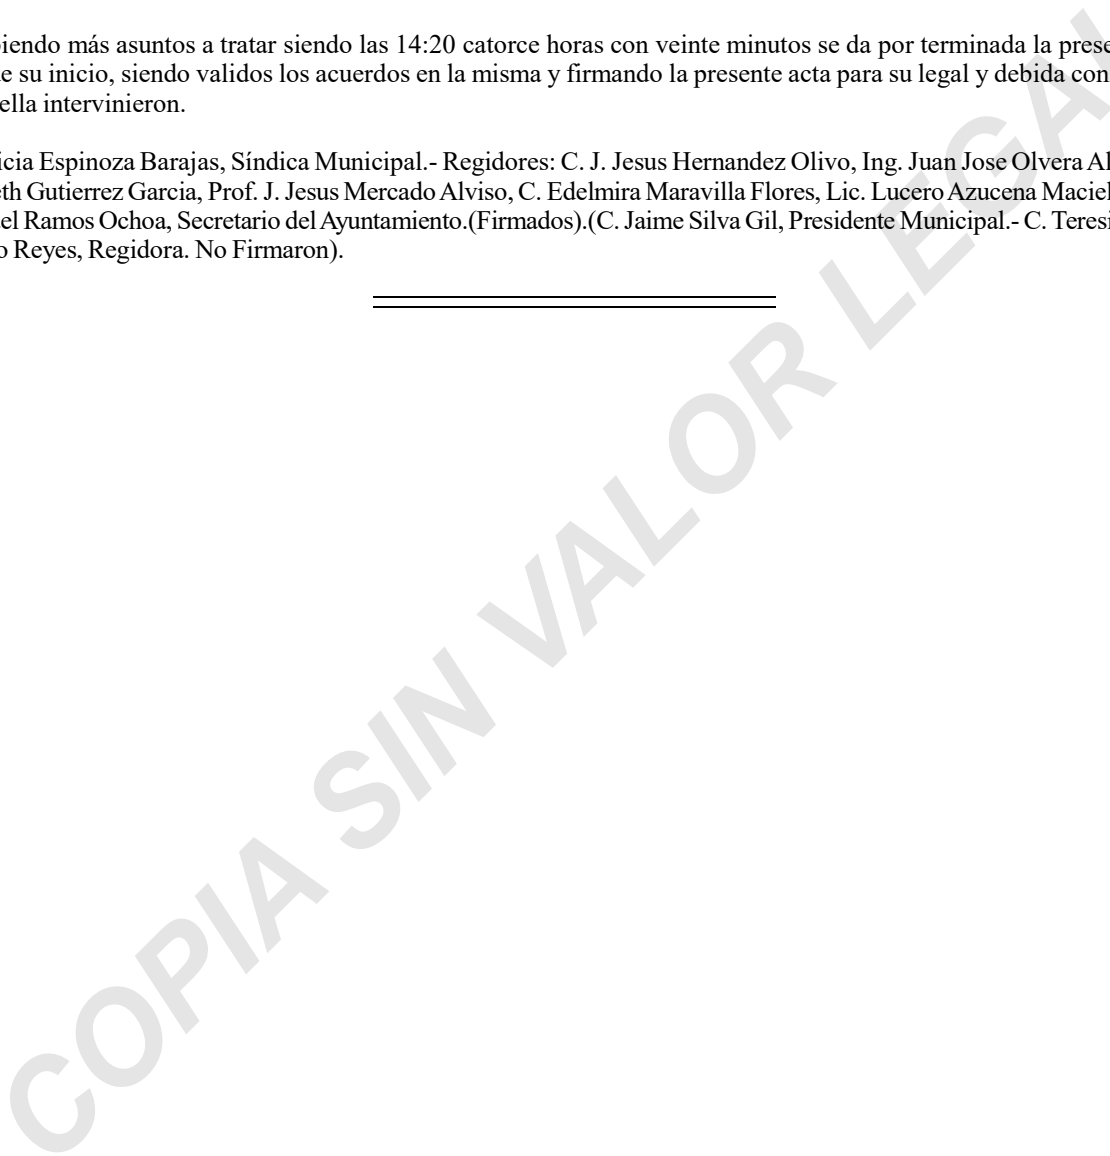 biendo más asuntos a tratar siendo las 14:20 catorce horas con veinte minutos se da por terminada la prese
e su inicio, siendo validos los acuerdos en la misma y firmando la presente acta para su legal y debida con
ella intervinieron.
icia Espinoza Barajas, Síndica Municipal.- Regidores: C. J. Jesus Hernandez Olivo, Ing. Juan Jose Olvera Al
eth Gutierrez Garcia, Prof. J. Jesus Mercado Alviso, C. Edelmira Maravilla Flores, Lic. Lucero Azucena Maciel
el Ramos Ochoa, Secretario del Ayuntamiento.(Firmados).(C. Jaime Silva Gil, Presidente Municipal.- C. Teresi
o Reyes, Regidora. No Firmaron).
COPIA SIN VALOR LEGAL